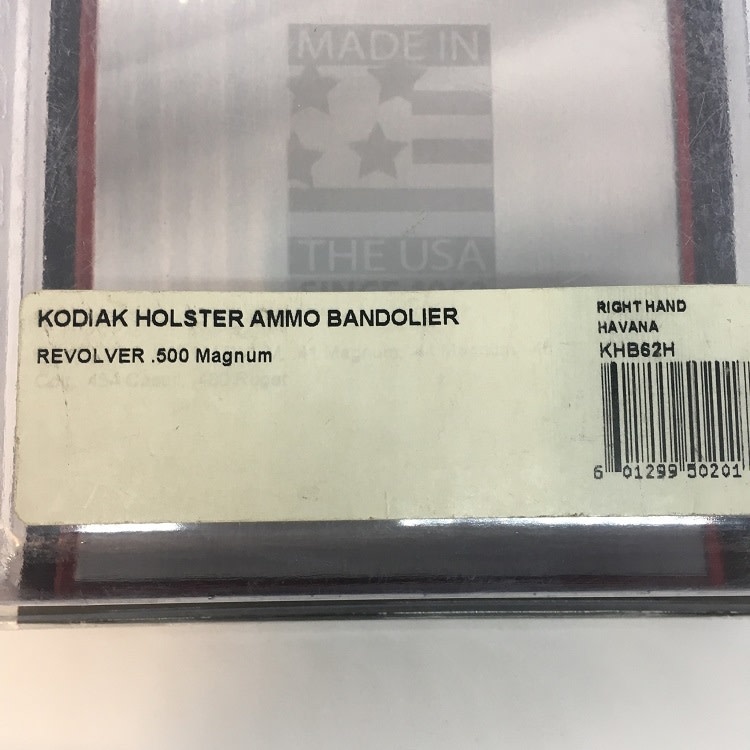 MADE IN
THE USA
KODIAK HOLSTER AMMO BANDOLIER
REVOLVER .500 Magnum
RIGHT HAND
HAVANA
KHB62H
6 01299 50201